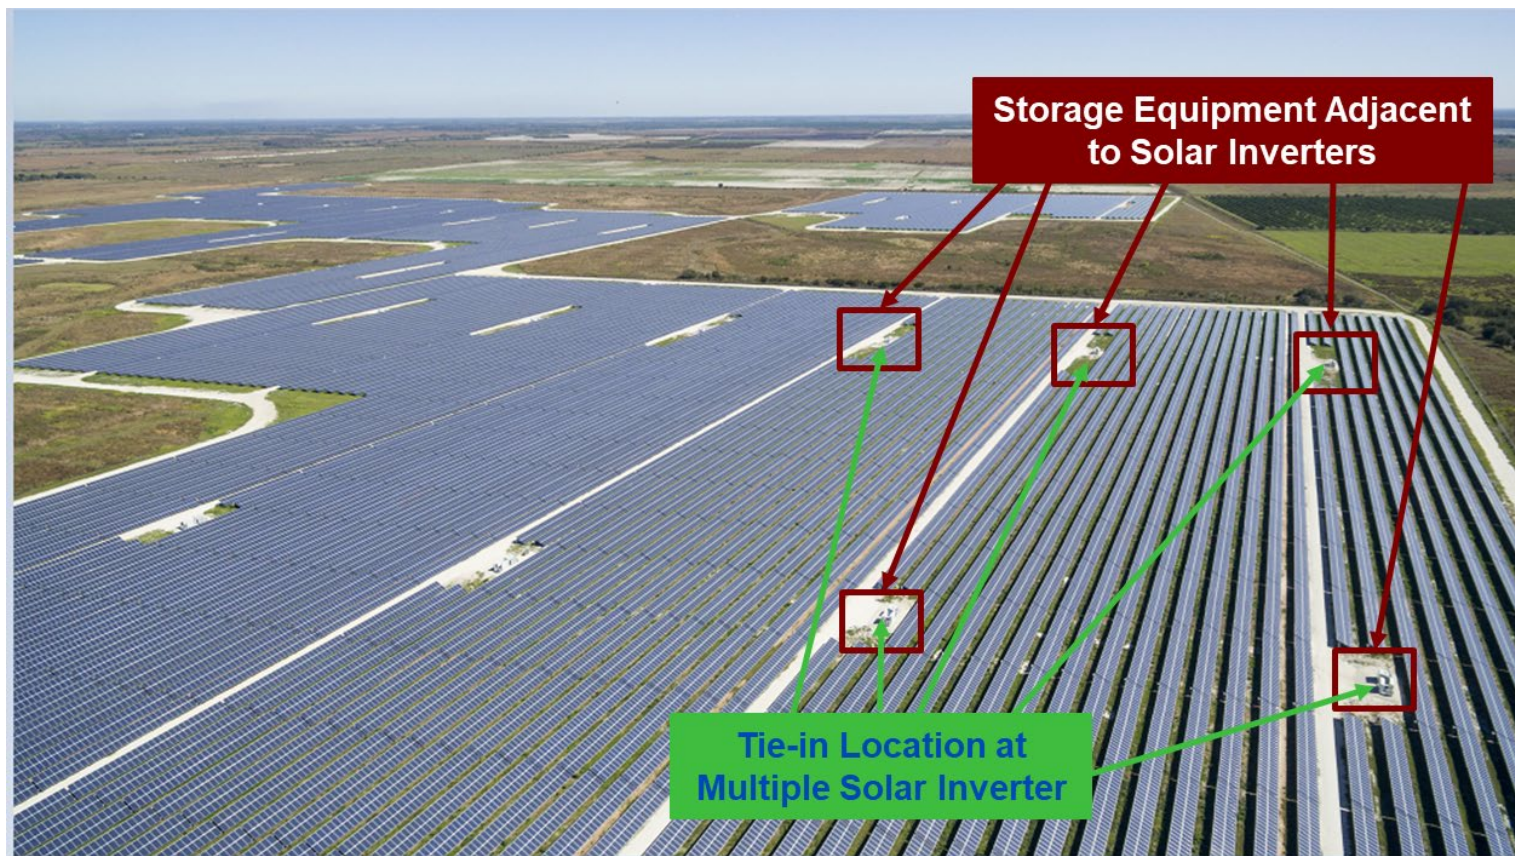 Storage Equipment Adjacent
to Solar Inverters
Tie-in Location at
Multiple Solar Inverter